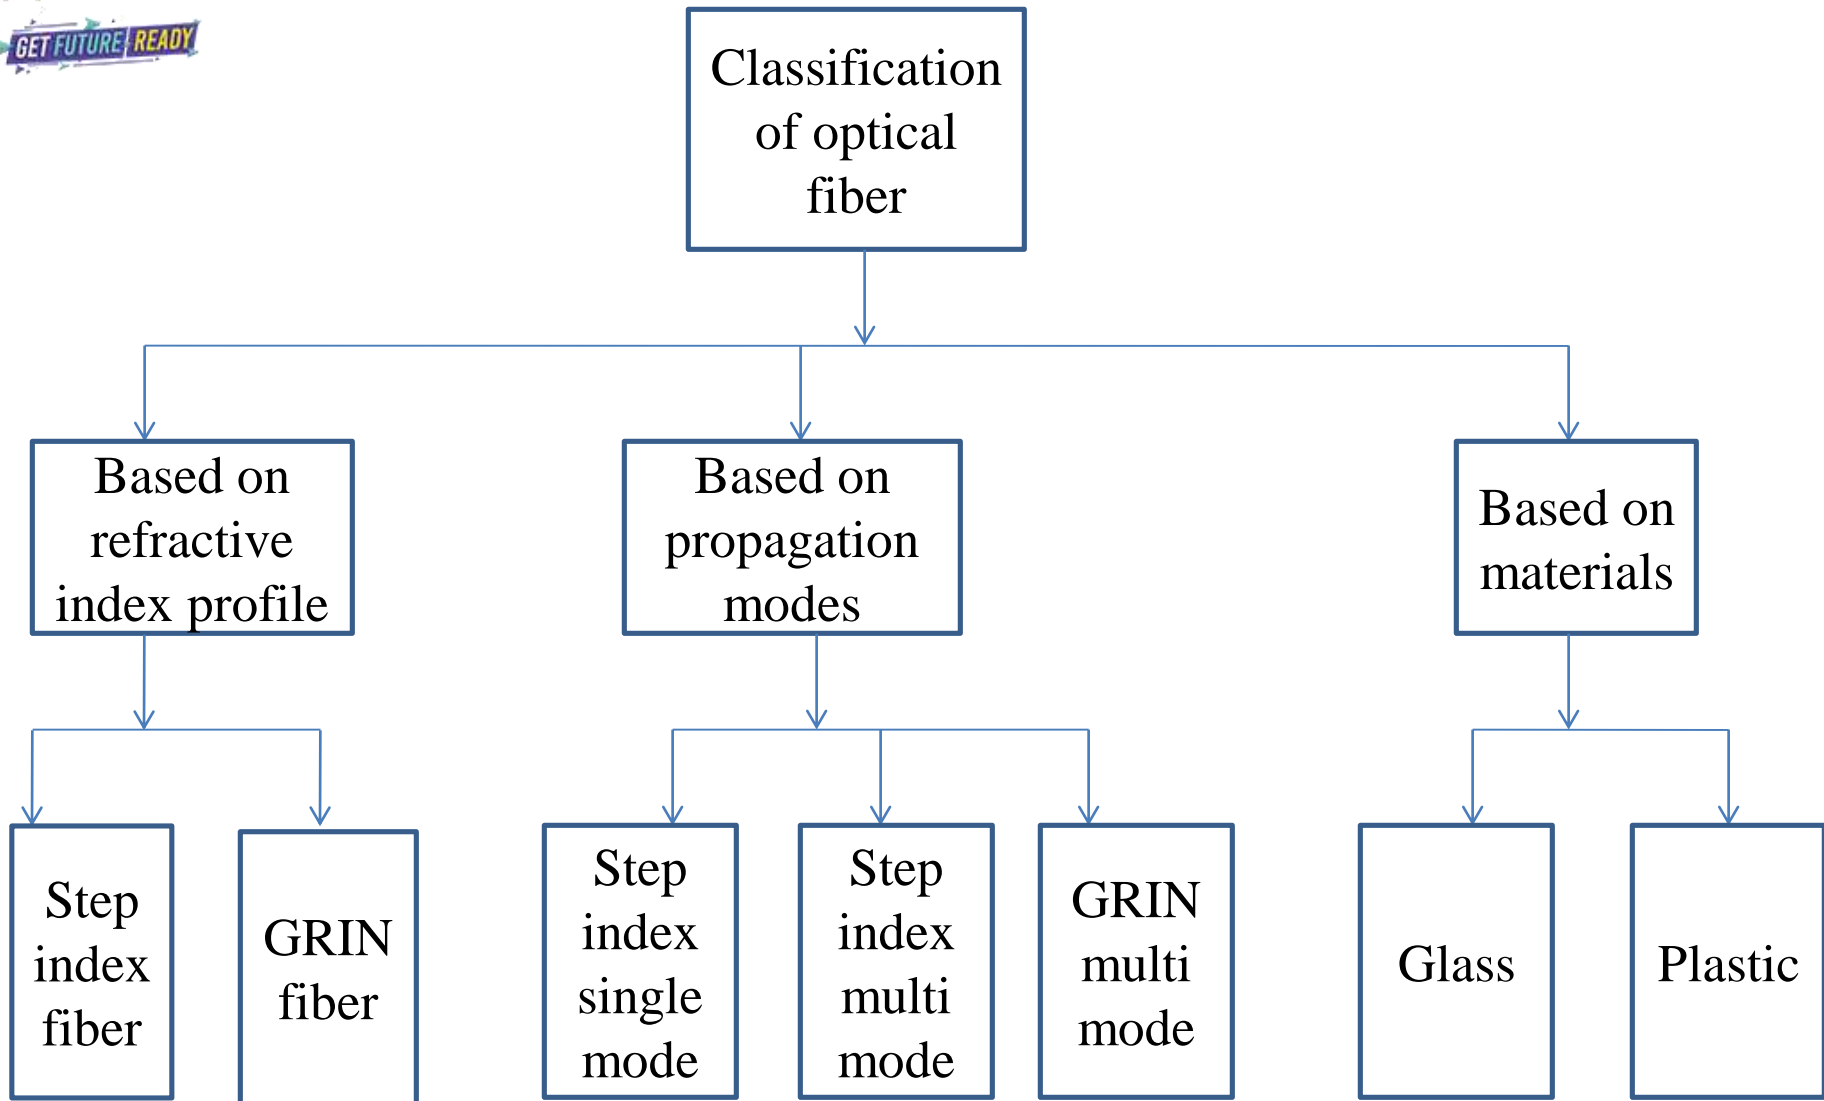 GET FUTURE READY
Classification
of optical
fiber
Based on
refractive
index profile
Based on
propagation
modes
Based on
materials
Step
index
fiber
GRIN
fiber
Step
index
single
mode
Step
index
multi
mode
GRIN
multi
mode
Glass
Plastic